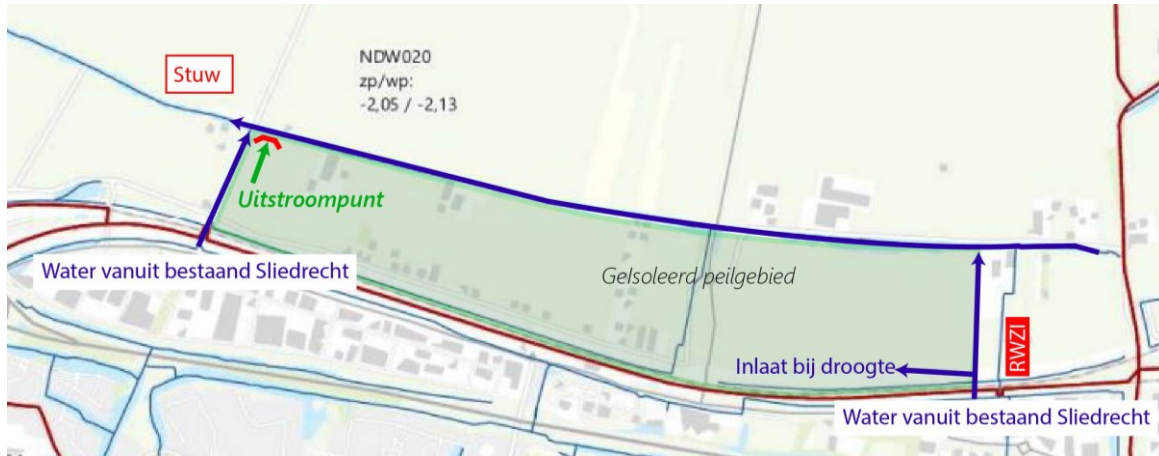 Stuw
NDW020
zp/wp:
-2,05 / -2,13
Uitstroompunt
Water vanuit bestaand Sliedrecht
GeIsoleerd peilgebied
Inlaat bij droogte
RWZI
Water vanuit bestaand Sliedrecht